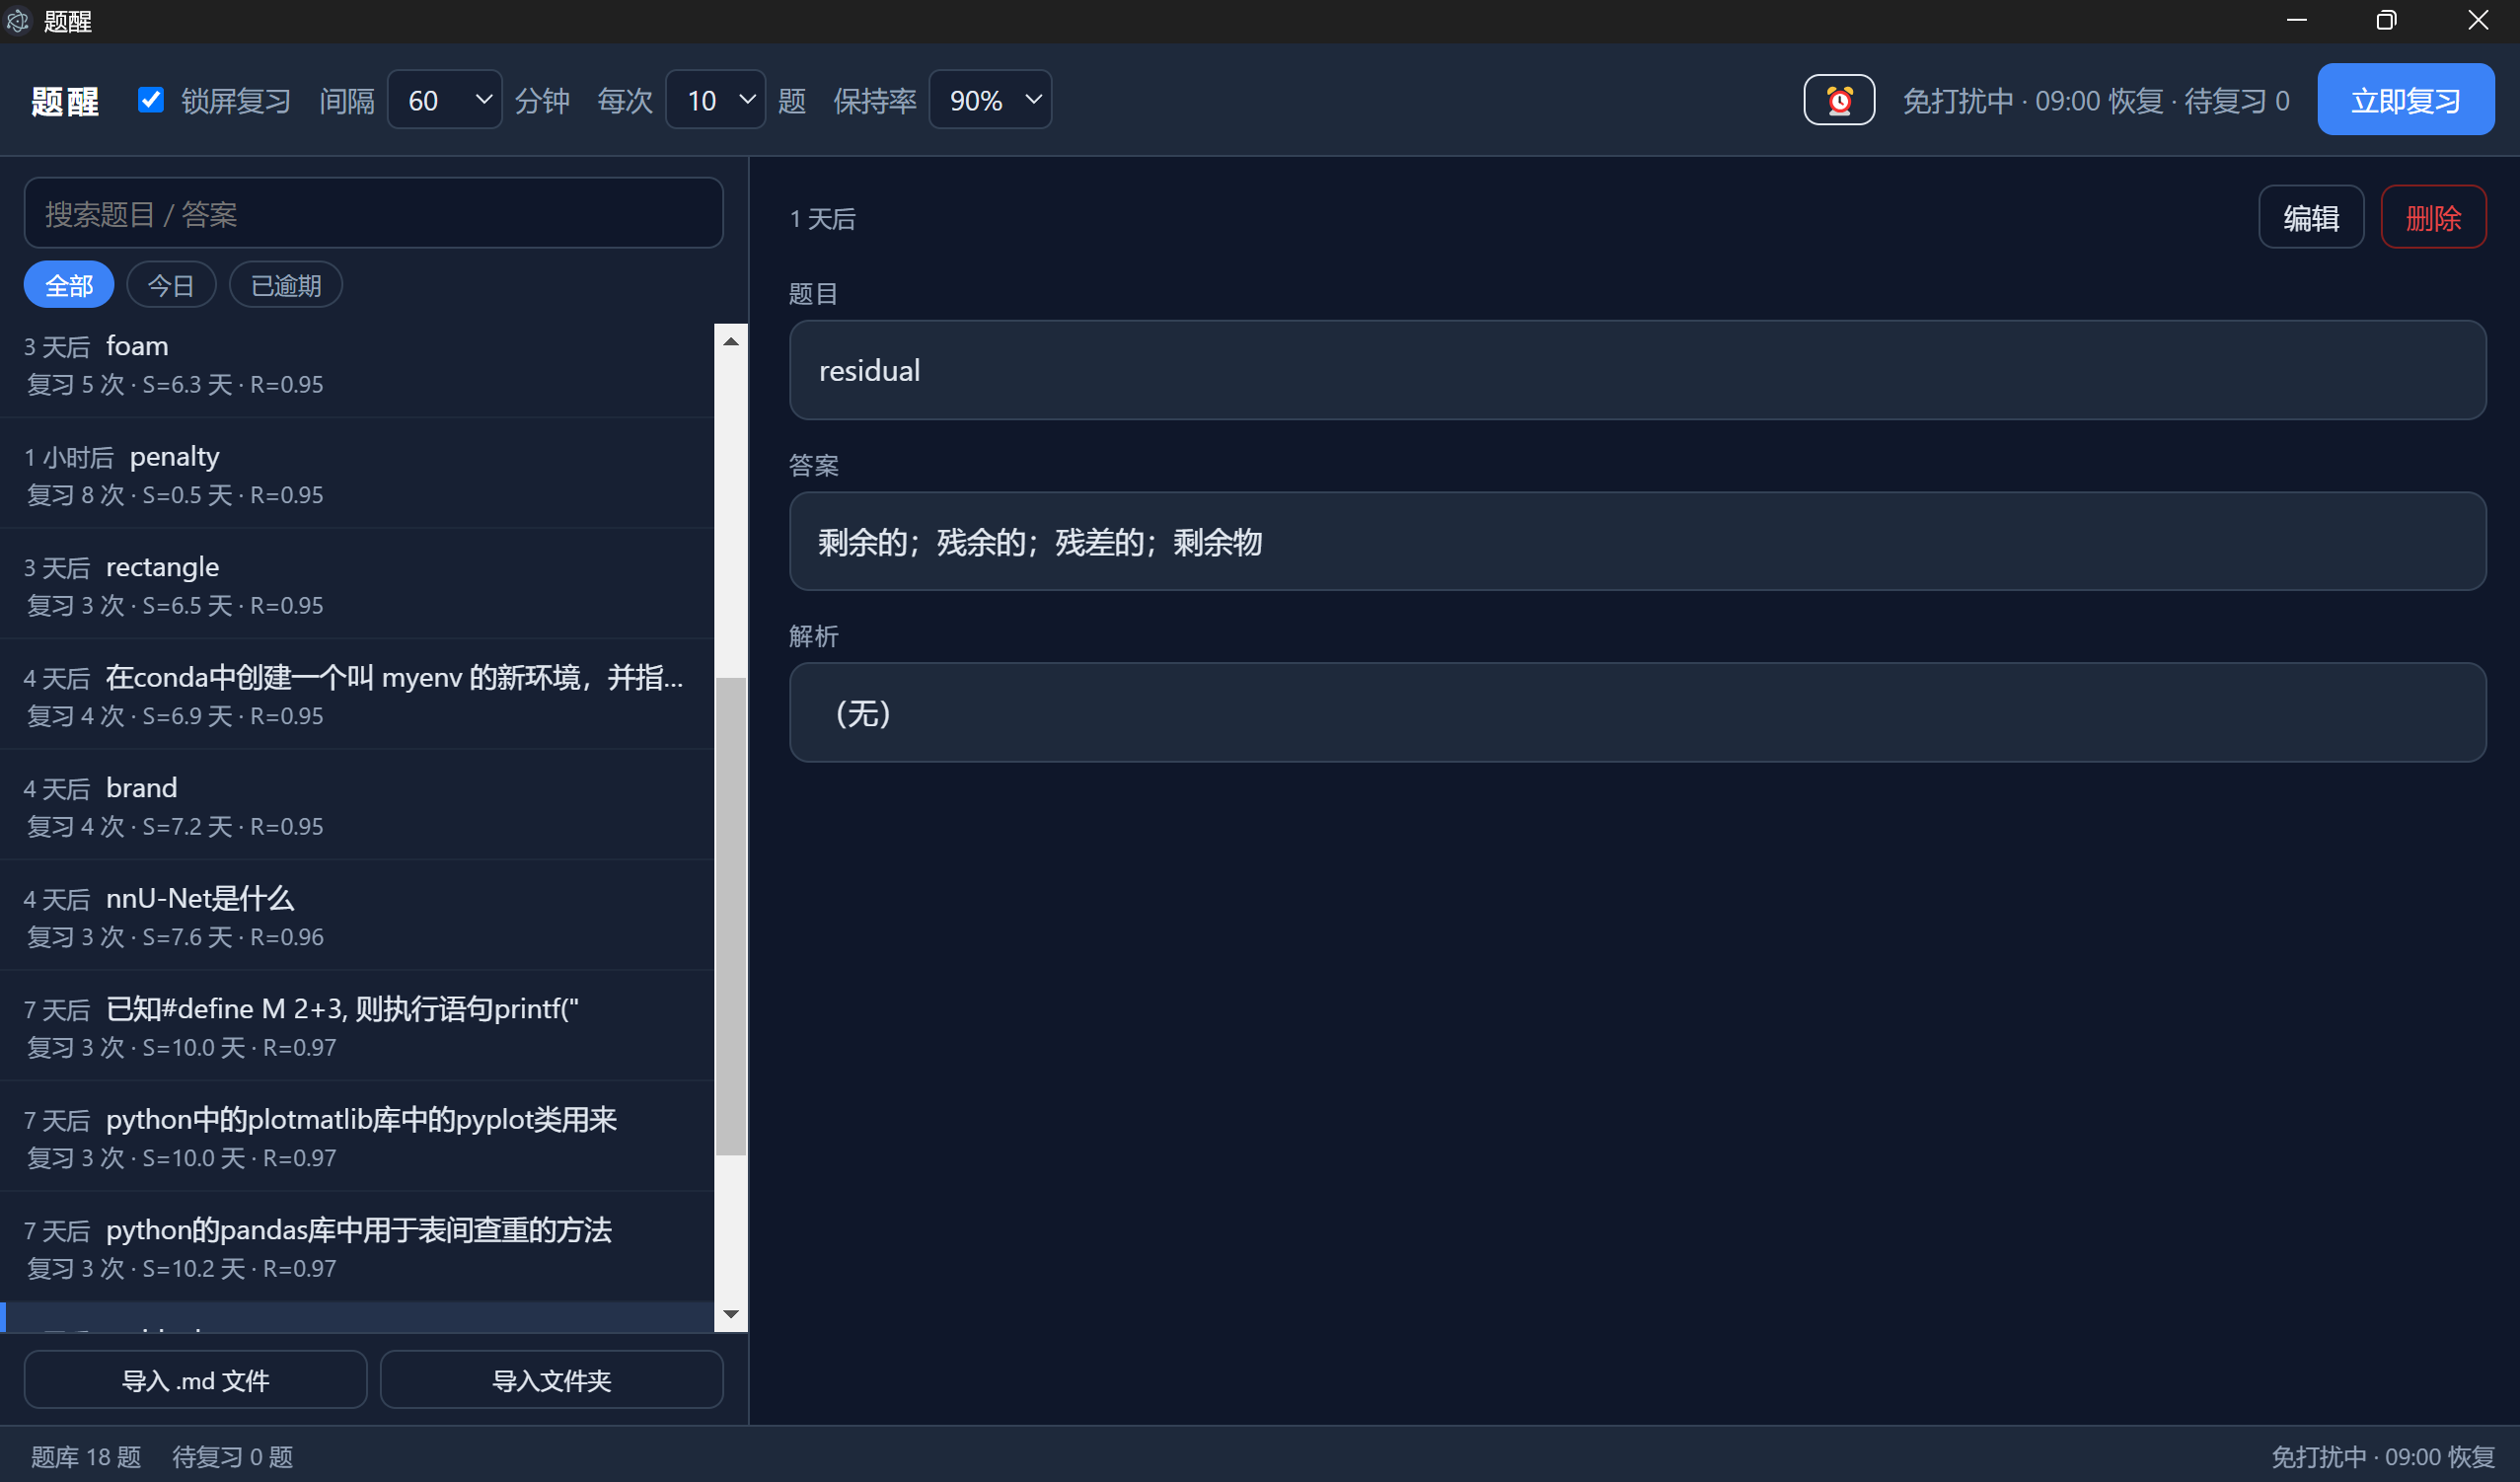 题醒
题醒 锁屏复习 间隔 60 分钟 每次 10 题 保持率 90% 免打扰中 · 09:00 恢复 · 待复习 0 立即复习
搜索题目 / 答案
全部 今日 已逾期
3 天后 foam
复习 5 次 · S=6.3 天 · R=0.95
1 小时后 penalty
复习 8 次 · S=0.5 天 · R=0.95
3 天后 rectangle
复习 3 次 · S=6.5 天 · R=0.95
4 天后 在conda中创建一个叫 myenv 的新环境，并指...
复习 4 次 · S=6.9 天 · R=0.95
4 天后 brand
复习 4 次 · S=7.2 天 · R=0.95
4 天后 nnU-Net是什么
复习 3 次 · S=7.6 天 · R=0.96
7 天后 已知#define M 2+3, 则执行语句printf("
复习 3 次 · S=10.0 天 · R=0.97
7 天后 python中的plotmatlib库中的pyplot类用来
复习 3 次 · S=10.0 天 · R=0.97
7 天后 python的pandas库中用于表间查重的方法
复习 3 次 · S=10.2 天 · R=0.97
导入 .md 文件 导入文件夹
1 天后 编辑 删除
题目
residual
答案
剩余的；残余的；残差的；剩余物
解析
（无）
题库 18 题 待复习 0 题 免打扰中 · 09:00 恢复